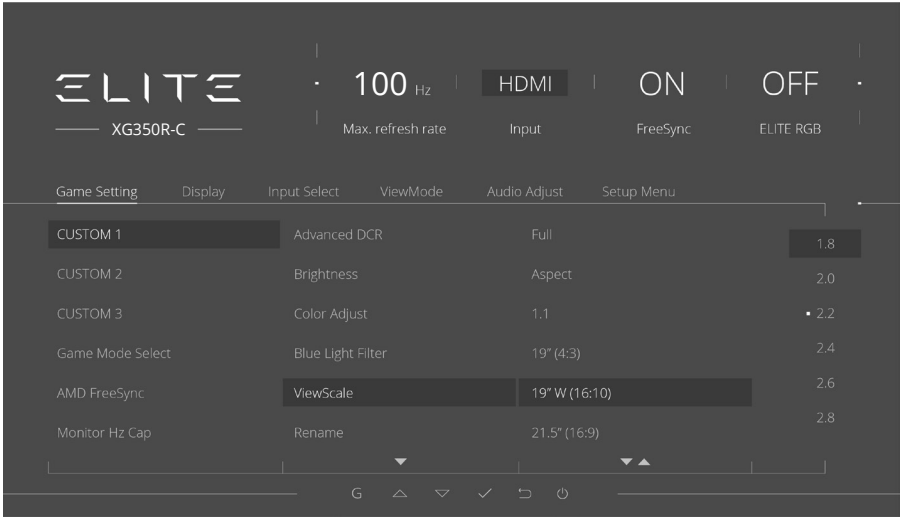 ELITE
XG350R-C
100 Hz
Max. refresh rate
HDMI
Input
ON
FreeSync
OFF
ELITE RGB
Game Setting Display Input Select ViewMode Audio Adjust Setup Menu
CUSTOM 1 Advanced DCR Full 1.8
CUSTOM 2 Brightness Aspect 2.0
CUSTOM 3 Color Adjust 1.1 2.2
Game Mode Select Blue Light Filter 19" (4:3) 2.4
AMD FreeSync ViewScale 19" W (16:10) 2.6
Monitor Hz Cap Rename 21.5" (16:9) 2.8
G